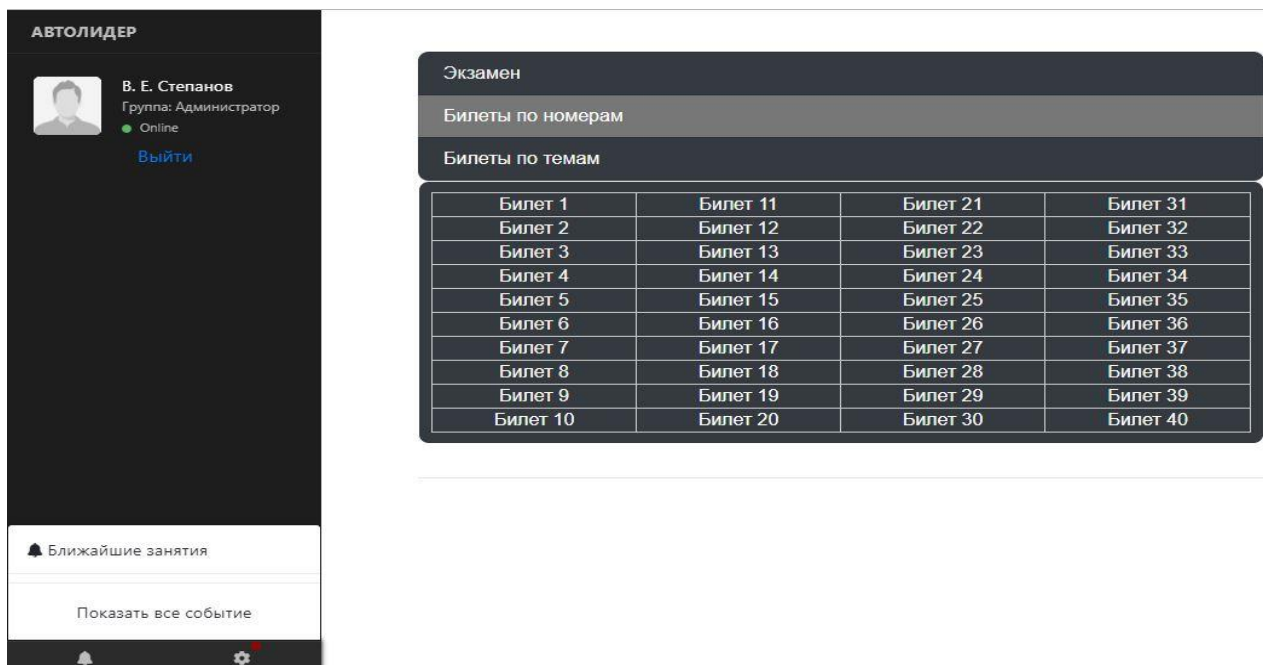 АВТОЛИДЕР
В. Е. Степанов
Группа: Администратор
Online
Выйти
Ближайшие занятия
Показать все событие
Экзамен
Билеты по номерам
Билеты по темам
Билет 1 Билет 11 Билет 21 Билет 31
Билет 2 Билет 12 Билет 22 Билет 32
Билет 3 Билет 13 Билет 23 Билет 33
Билет 4 Билет 14 Билет 24 Билет 34
Билет 5 Билет 15 Билет 25 Билет 35
Билет 6 Билет 16 Билет 26 Билет 36
Билет 7 Билет 17 Билет 27 Билет 37
Билет 8 Билет 18 Билет 28 Билет 38
Билет 9 Билет 19 Билет 29 Билет 39
Билет 10 Билет 20 Билет 30 Билет 40